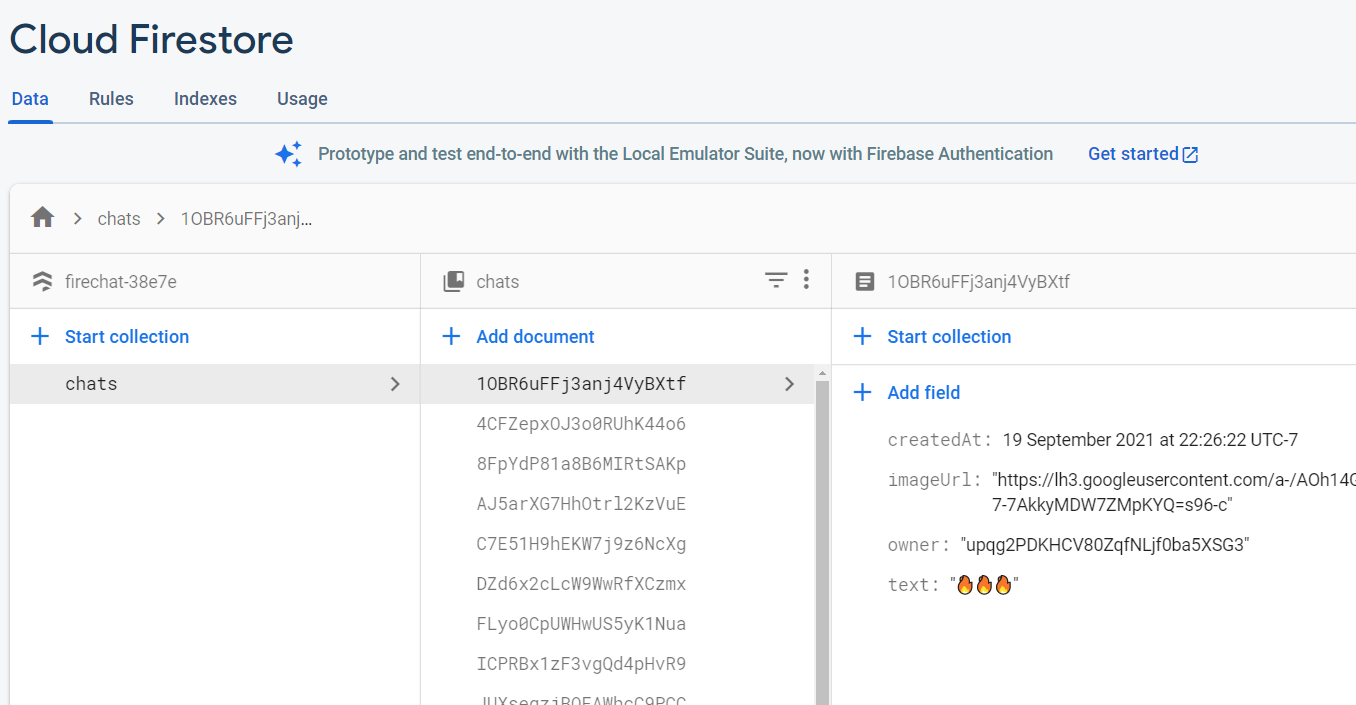 Cloud Firestore
Data Rules Indexes Usage
Prototype and test end-to-end with the Local Emulator Suite, now with Firebase Authentication Get started
chats 1OBR6uFFj3anj...
firechat-38e7e
Start collection
chats
chats
Add document
1OBR6uFFj3anj4VyBXtf
4CFZepxOJ3o0RUhK44o6
8FpYdP81a8B6MIRtSAKp
AJ5arXG7HhOtrl2KzVuE
C7E51H9hEKW7j9z6NcXg
DZd6x2cLcW9WwRfXCzmx
FLyo0CpUWHwUS5yK1Nua
ICPRBx1zF3vgQd4pHvR9
1OBR6uFFj3anj4VyBXtf
Start collection
Add field
createdAt: 19 September 2021 at 22:26:22 UTC-7
imageUrl: "https://lh3.googleusercontent.com/a-/AOh14G
7-7AkkyMDW7ZMpKYQ=s96-c"
owner: "upqg2PDKHCV80ZqfNLjf0ba5XSG3"
text: "🔥🔥🔥"